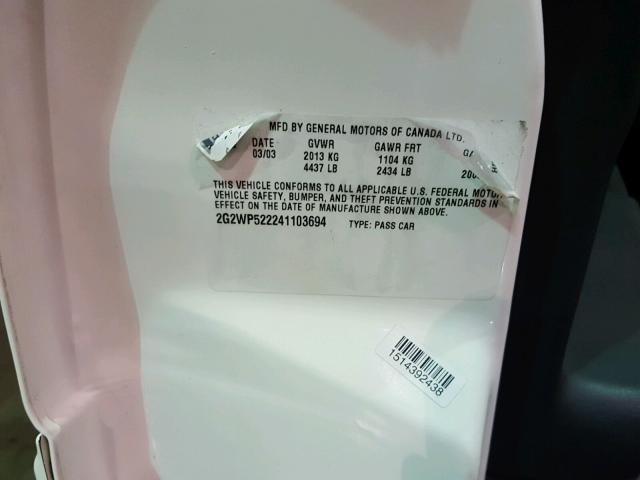 MFD BY GENERAL MOTORS OF CANADA LTD.
DATE GVWR GAWR FRT
03/03 2013 KG 1104 KG
4437 LB 2434 LB
THIS VEHICLE CONFORMS TO ALL APPLICABLE U.S. FEDERAL MOTOR
VEHICLE SAFETY, BUMPER, AND THEFT PREVENTION STANDARDS IN
EFFECT ON THE DATE OF MANUFACTURE SHOWN ABOVE.
2G2WP522241103694 TYPE: PASS CAR
1514392438